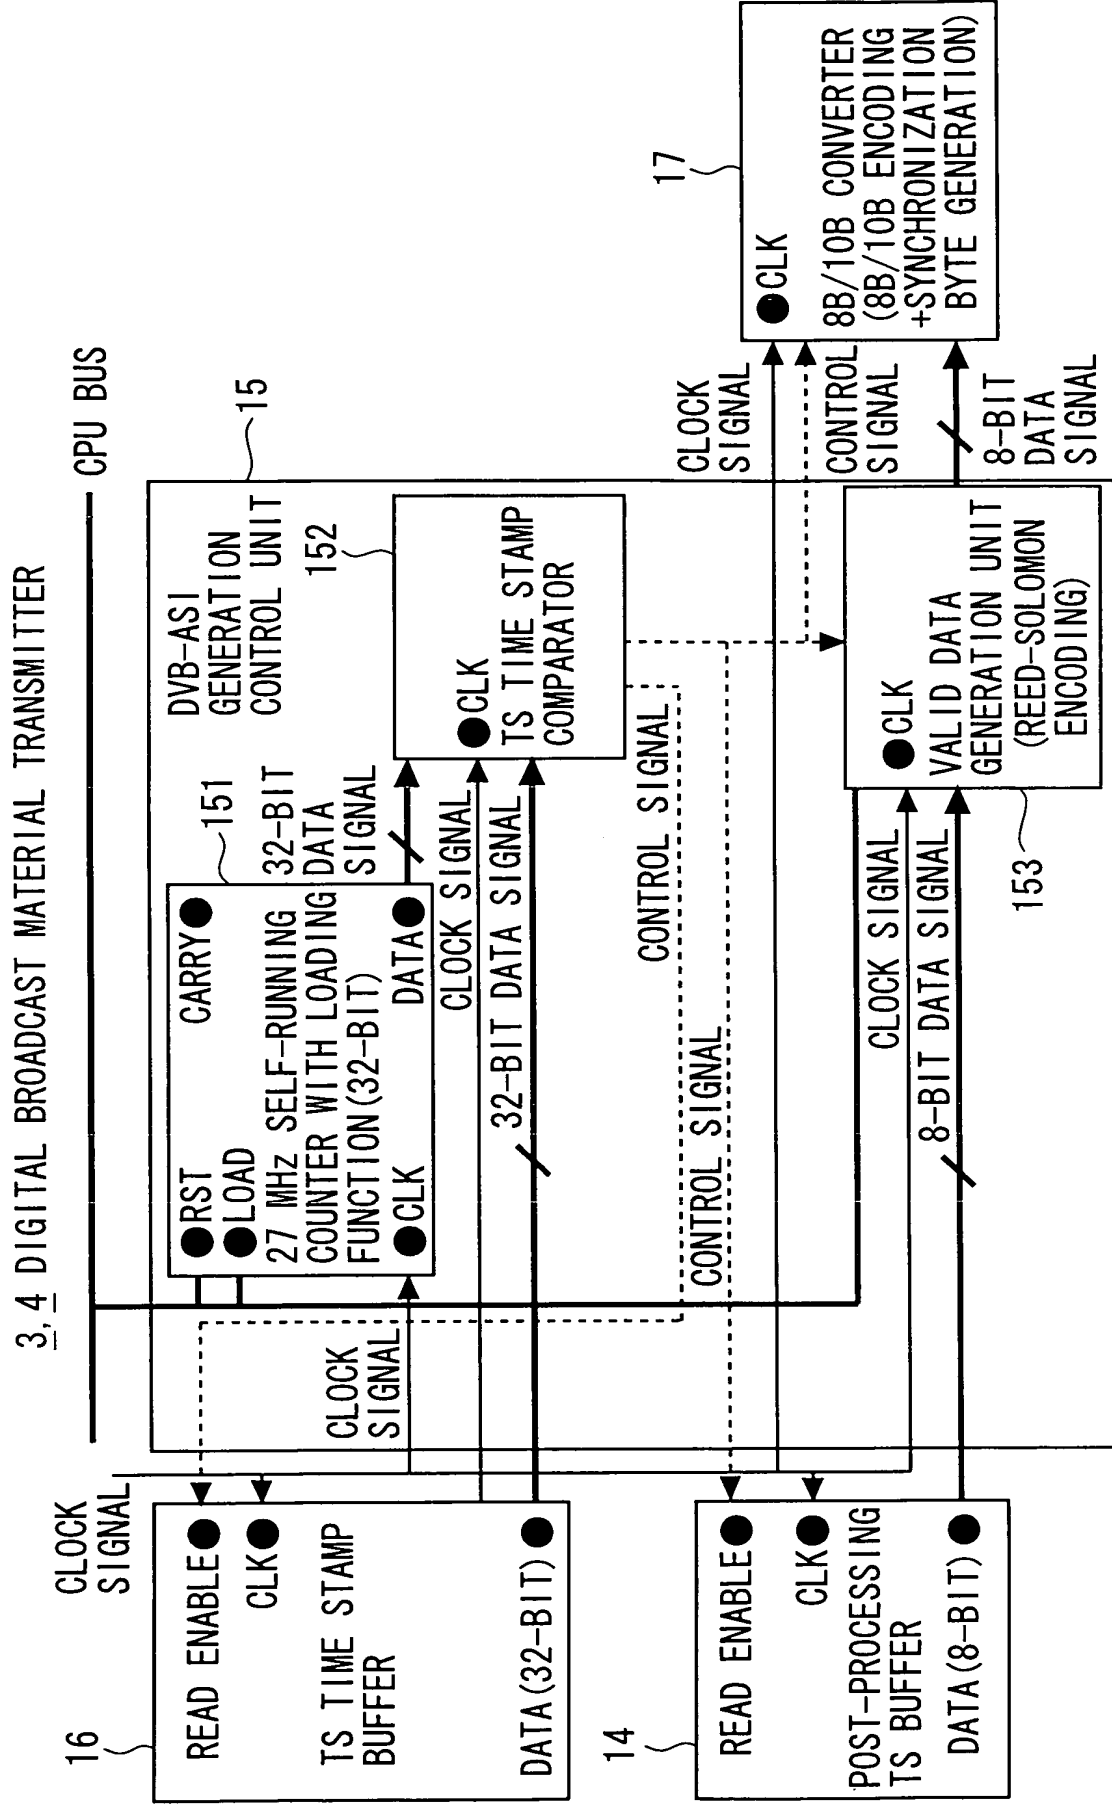 3, 4 DIGITAL BROADCAST MATERIAL TRANSMITTER
CPU BUS
CLOCK
SIGNAL
16
READ ENABLE
CLK
TS TIME STAMP
BUFFER
DATA(32-BIT)
14
READ ENABLE
CLK
POST-PROCESSING
TS BUFFER
DATA(8-BIT)
15
DVB-ASI
GENERATION
CONTROL UNIT
151
RST
CARRY
LOAD
27 MHz SELF-RUNNING
COUNTER WITH LOADING
FUNCTION(32-BIT)
CLK
DATA
CLOCK
SIGNAL
32-BIT
DATA
SIGNAL
CLOCK SIGNAL
32-BIT DATA SIGNAL
152
CLK
TS TIME STAMP
COMPARATOR
CONTROL SIGNAL
CONTROL SIGNAL
CLOCK SIGNAL
8-BIT DATA SIGNAL
153
CLK
VALID DATA
GENERATION UNIT
(REED-SOLOMON
ENCODING)
CLOCK
SIGNAL
CONTROL
SIGNAL
8-BIT
DATA
SIGNAL
17
CLK
8B/10B CONVERTER
(8B/10B ENCODING
+SYNCHRONIZATION
BYTE GENERATION)